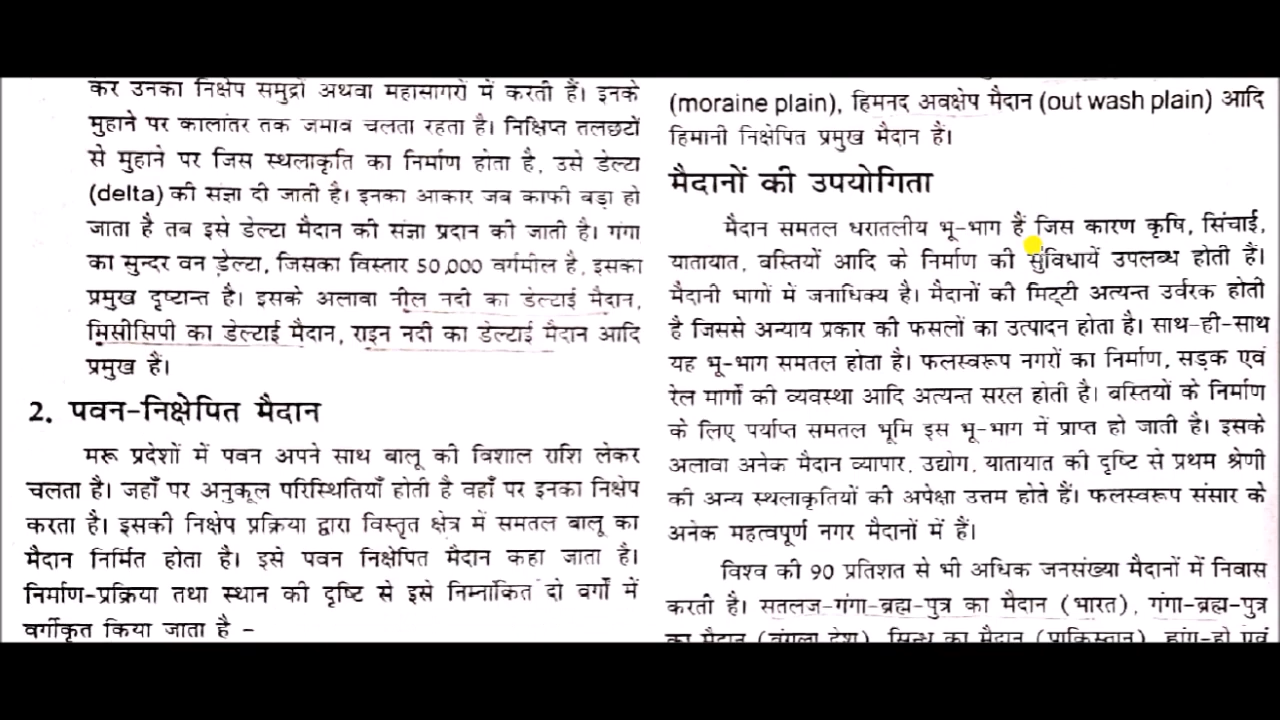 कर उनका निक्षेप समुद्रों अथवा महासागरों में करती हैं। इनके
मुहाने पर कालांतर तक जमाव चलता रहता है। निक्षिप्त तलछटों
से मुहाने पर जिस स्थलाकृति का निर्माण होता है, उसे डेल्टा
(delta) की संज्ञा दी जाती है। इनका आकार जब काफी बड़ा हो
जाता है तब इसे डेल्टा मैदान की संज्ञा प्रदान की जाती है। गंगा
का सुन्दर वन डेल्टा, जिसका विस्तार 50,000 वर्गमील है, इसका
प्रमुख दृष्टान्त है। इसके अलावा नील नदी का डेल्टाई मैदान,
मिसीसिपी का डेल्टाई मैदान, राइन नदी का डेल्टाई मैदान आदि
प्रमुख हैं।
2. पवन-निक्षेपित मैदान
मरू प्रदेशों में पवन अपने साथ बालू की विशाल राशि लेकर
चलता है। जहाँ पर अनुकूल परिस्थितियाँ होती है वहाँ पर इनका निक्षेप
करता है। इसकी निक्षेप प्रक्रिया द्वारा विस्तृत क्षेत्र में समतल बालू का
मैदान निर्मित होता है। इसे पवन निक्षेपित मैदान कहा जाता है।
निर्माण-प्रक्रिया तथा स्थान की दृष्टि से इसे निम्नांकित दो वर्गों में
वर्गीकृत किया जाता है -
(moraine plain), हिमनद अवक्षेप मैदान (out wash plain) आदि
हिमानी निक्षेपित प्रमुख मैदान हैं।
मैदानों की उपयोगिता
मैदान समतल धरातलीय भू-भाग हैं जिस कारण कृषि, सिंचाई,
यातायात, बस्तियों आदि के निर्माण की सुविधायें उपलब्ध होती हैं।
मैदानी भागों में जनाधिक्य है। मैदानों की मिट्टी अत्यन्त उर्वरक होती
है जिससे अन्याय प्रकार की फसलों का उत्पादन होता है। साथ-ही-साथ
यह भू-भाग समतल होता है। फलस्वरूप नगरों का निर्माण, सड़क एवं
रेल मार्गों की व्यवस्था आदि अत्यन्त सरल होती है। बस्तियों के निर्माण
के लिए पर्याप्त समतल भूमि इस भू-भाग में प्राप्त हो जाती है। इसके
अलावा अनेक मैदान व्यापार, उद्योग, यातायात की दृष्टि से प्रथम श्रेणी
की अन्य स्थलाकृतियों की अपेक्षा उत्तम होते हैं। फलस्वरूप संसार के
अनेक महत्वपूर्ण नगर मैदानों में हैं।
विश्व की 90 प्रतिशत से भी अधिक जनसंख्या मैदानों में निवास
करती है। सतलज-गंगा-ब्रह्म-पुत्र का मैदान (भारत), गंगा-ब्रह्म-पुत्र
का मैदान (बंगला देश), सिन्ध का मैदान (पाकिस्तान), ह्वांग-हो एवं